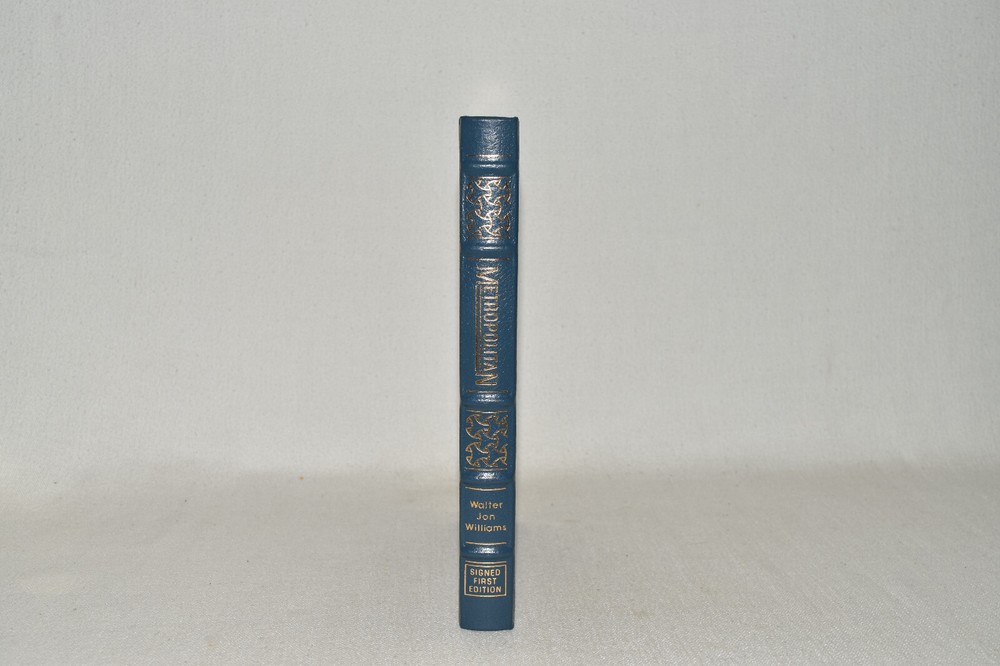 METROPOLITAN
Walter
Jon
Williams
SIGNED
FIRST
EDITION